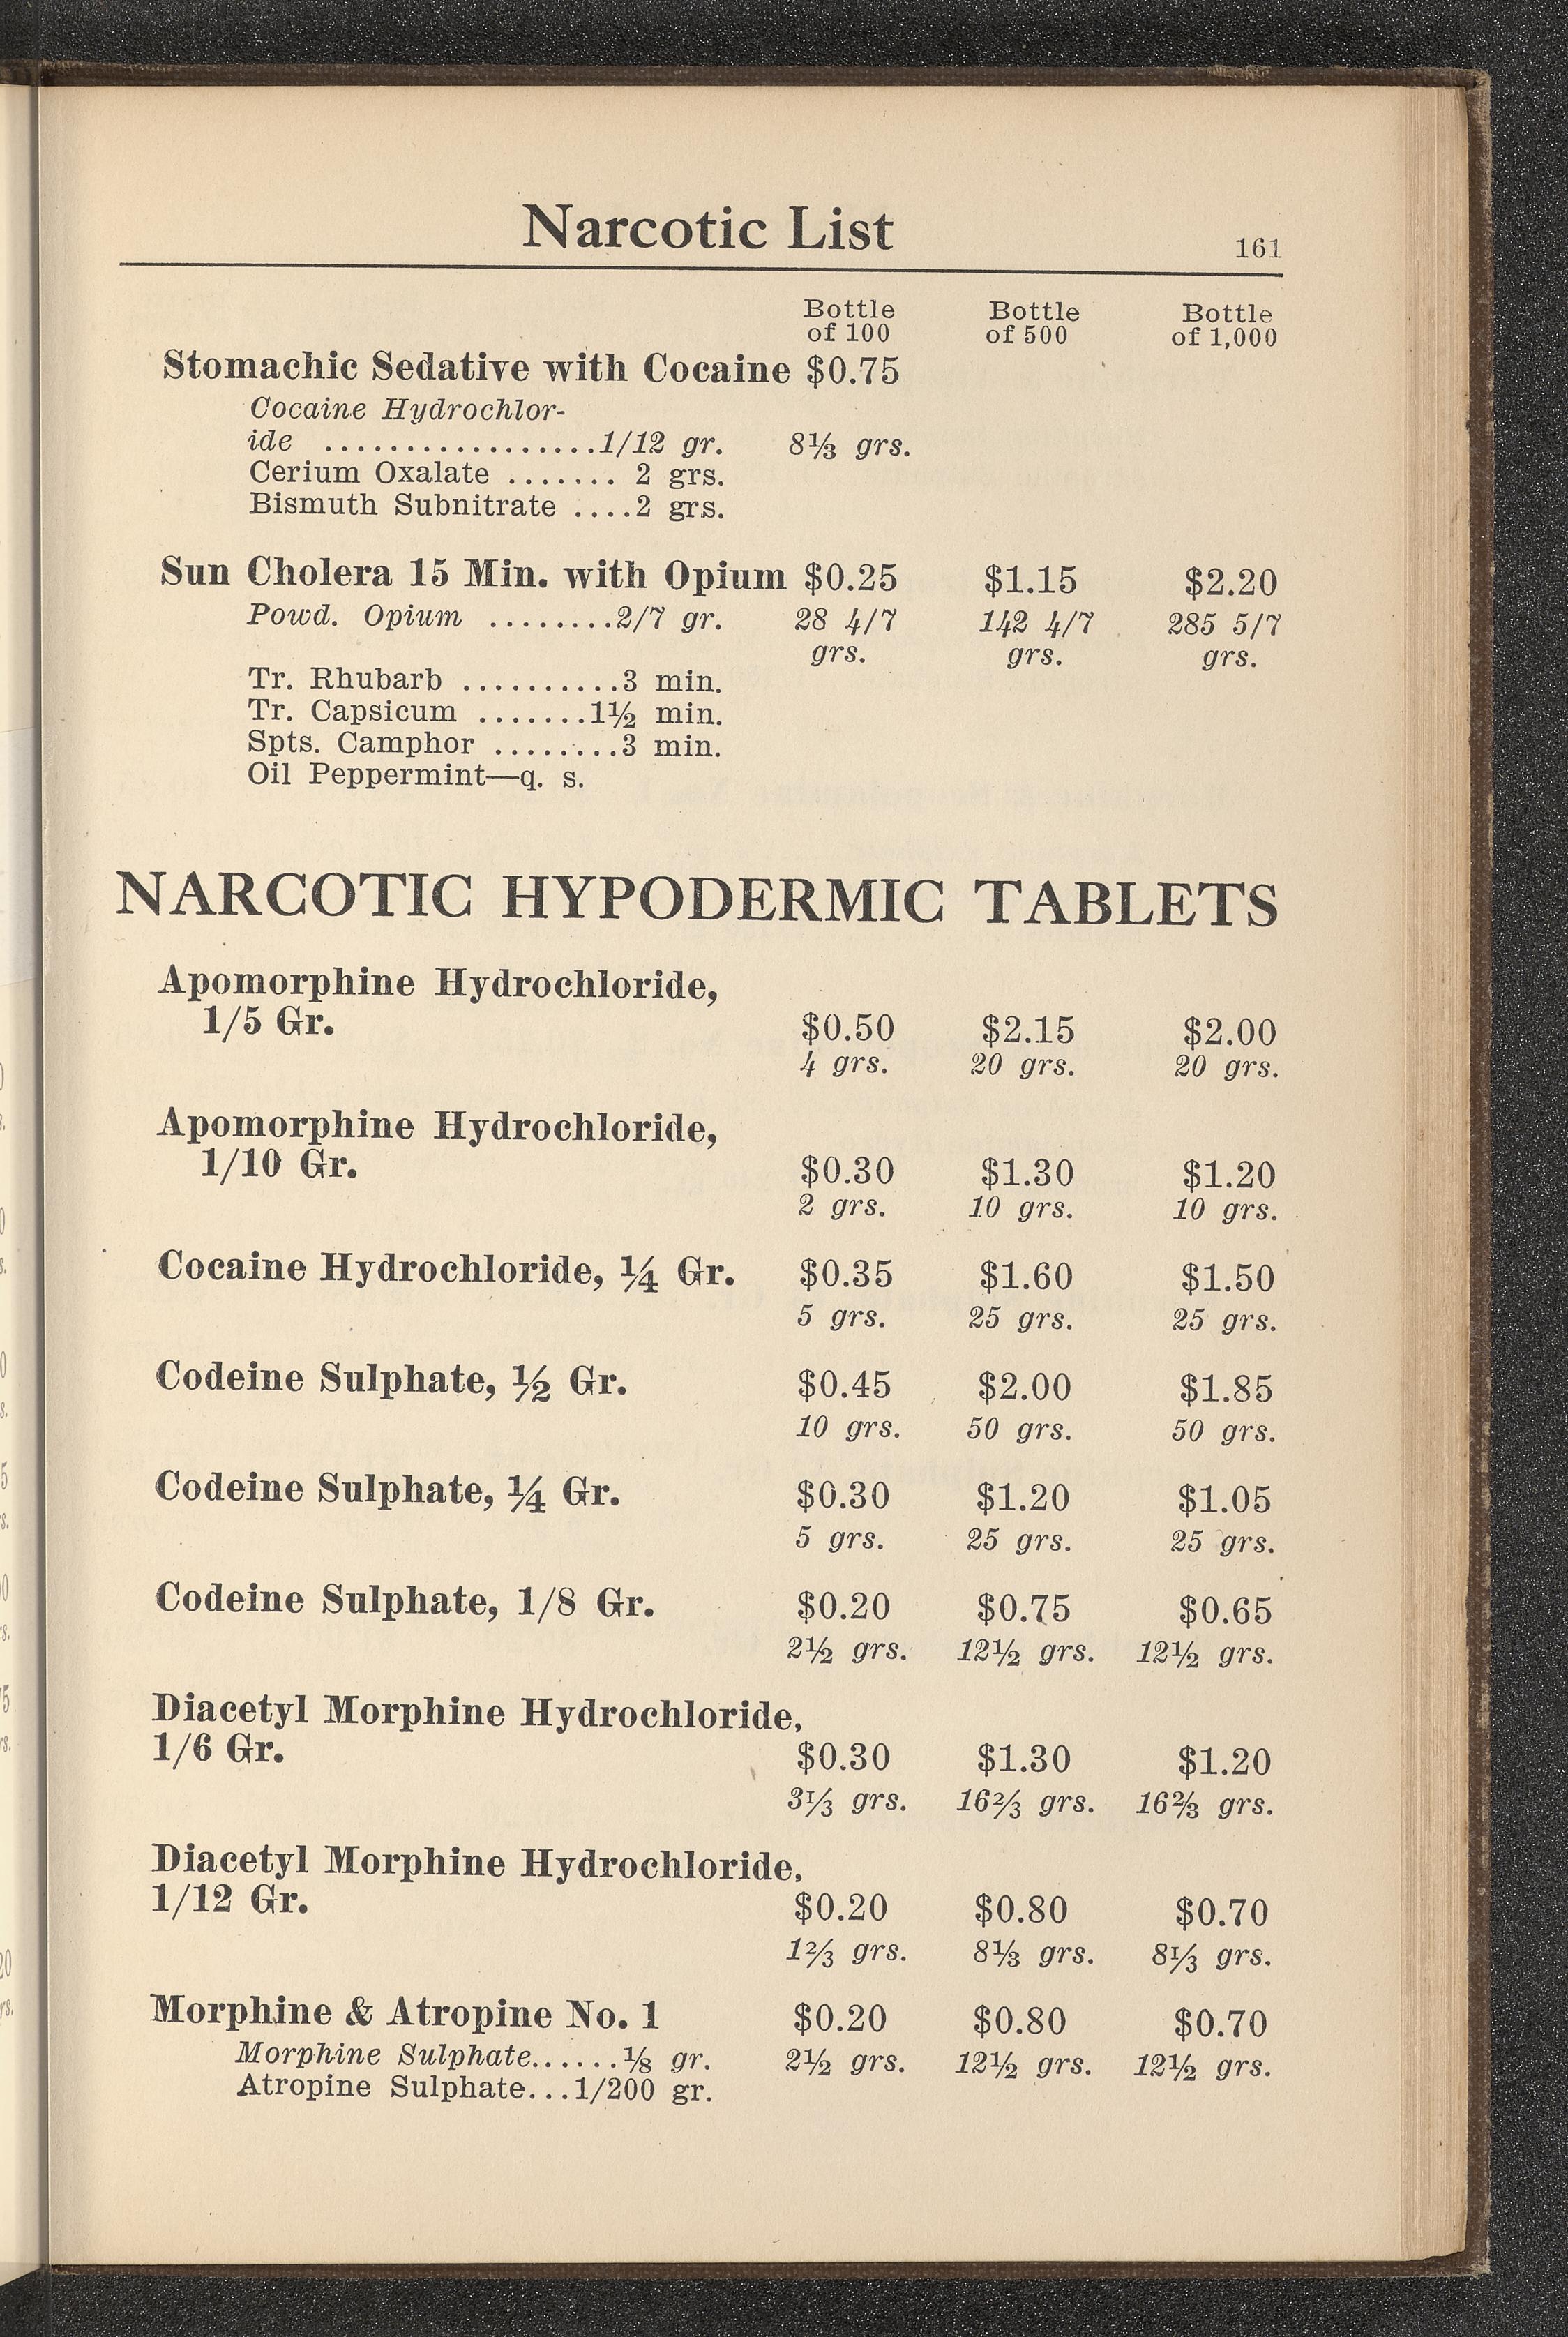 Narcotic List
161
Bottle of 100 Bottle of 500 Bottle of 1,000
Stomachic Sedative with Cocaine $0.75
Cocaine Hydrochlor-
ide .................1/12 gr. 8⅓ grs.
Cerium Oxalate ....... 2 grs.
Bismuth Subnitrate ....2 grs.
Sun Cholera 15 Min. with Opium $0.25 $1.15 $2.20
Powd. Opium ........2/7 gr. 28 4/7 142 4/7 285 5/7
grs. grs. grs.
Tr. Rhubarb ..........3 min.
Tr. Capsicum .......1½ min.
Spts. Camphor ........3 min.
Oil Peppermint—q. s.
NARCOTIC HYPODERMIC TABLETS
Apomorphine Hydrochloride,
1/5 Gr. $0.50 $2.15 $2.00
4 grs. 20 grs. 20 grs.
Apomorphine Hydrochloride,
1/10 Gr. $0.30 $1.30 $1.20
2 grs. 10 grs. 10 grs.
Cocaine Hydrochloride, ¼ Gr. $0.35 $1.60 $1.50
5 grs. 25 grs. 25 grs.
Codeine Sulphate, ½ Gr. $0.45 $2.00 $1.85
10 grs. 50 grs. 50 grs.
Codeine Sulphate, ¼ Gr. $0.30 $1.20 $1.05
5 grs. 25 grs. 25 grs.
Codeine Sulphate, 1/8 Gr. $0.20 $0.75 $0.65
2½ grs. 12½ grs. 12½ grs.
Diacetyl Morphine Hydrochloride,
1/6 Gr. $0.30 $1.30 $1.20
3⅓ grs. 16⅔ grs. 16⅔ grs.
Diacetyl Morphine Hydrochloride,
1/12 Gr. $0.20 $0.80 $0.70
1⅔ grs. 8⅓ grs. 8⅓ grs.
Morphine & Atropine No. 1 $0.20 $0.80 $0.70
Morphine Sulphate......⅛ gr. 2½ grs. 12½ grs. 12½ grs.
Atropine Sulphate...1/200 gr.